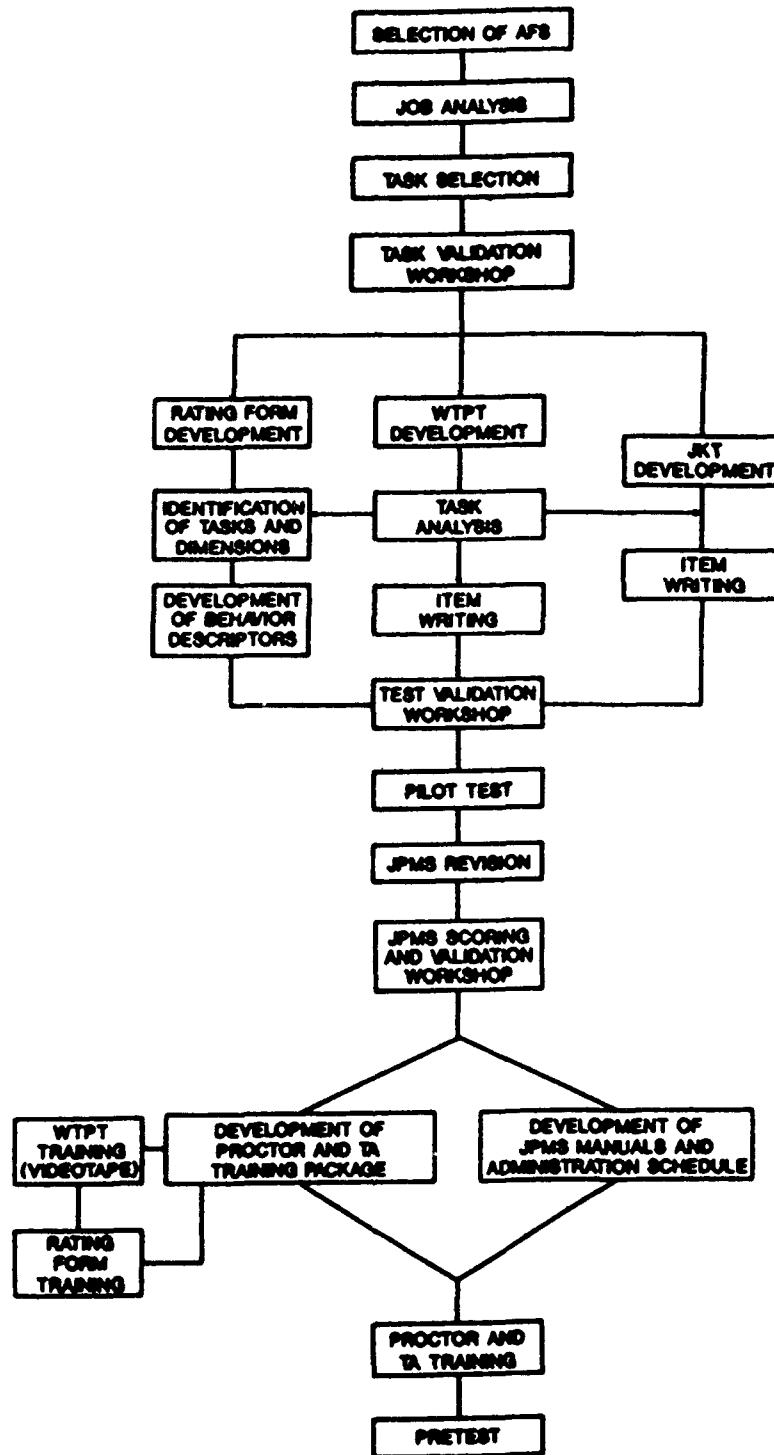 SELECTION OF AFS
JOB ANALYSIS
TASK SELECTION
TASK VALIDATION
WORKSHOP
RATING FORM
DEVELOPMENT
WTPT
DEVELOPMENT
JKT
DEVELOPMENT
IDENTIFICATION
OF TASKS AND
DIMENSIONS
TASK
ANALYSIS
ITEM
WRITING
DEVELOPMENT
OF BEHAVIOR
DESCRIPTORS
ITEM
WRITING
TEST VALIDATION
WORKSHOP
PILOT TEST
JPMS REVISION
JPMS SCORING
AND VALIDATION
WORKSHOP
WTPT
TRAINING
(VIDEOTAPE)
DEVELOPMENT OF
PROCTOR AND TA
TRAINING PACKAGE
DEVELOPMENT OF
JPMS MANUALS AND
ADMINISTRATION SCHEDULE
RATING
FORM
TRAINING
PROCTOR AND
TA TRAINING
PRETEST